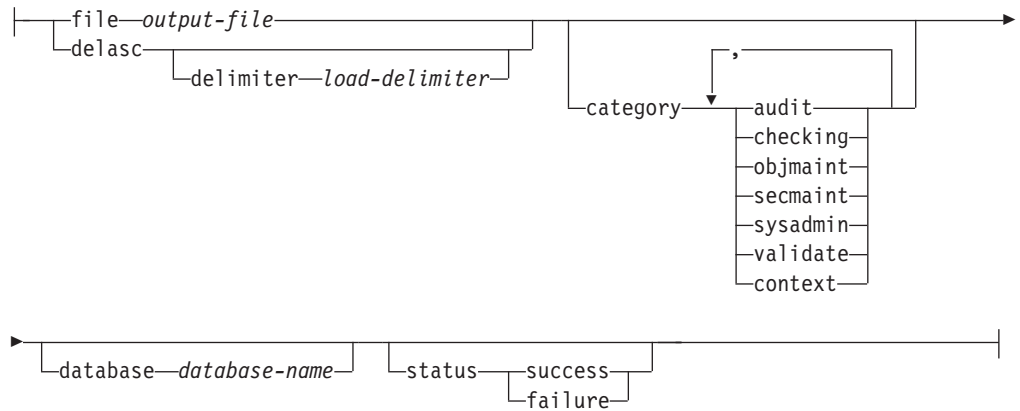 file output-file
delasc
delimiter load-delimiter
,
category audit
checking
objmaint
secmaint
sysadmin
validate
context
database database-name status success
failure